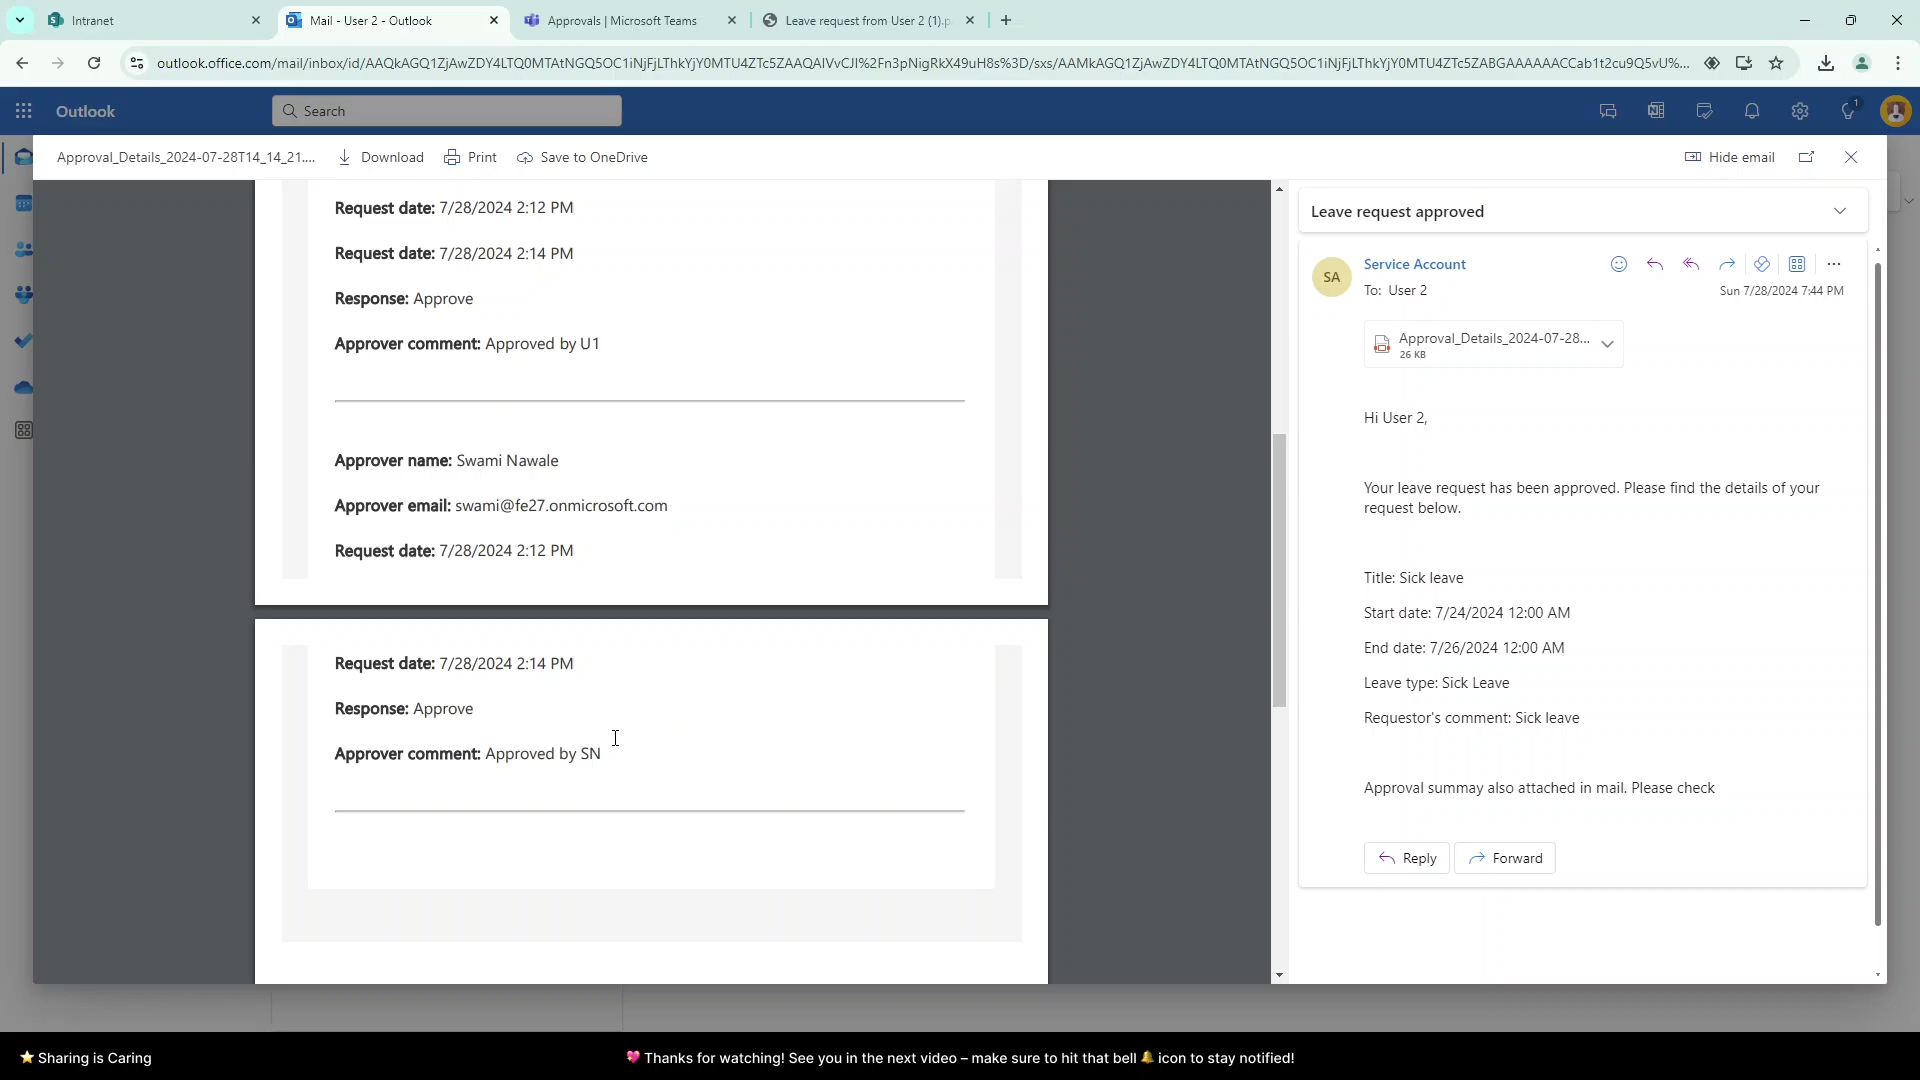 Intranet
Mail - User 2 - Outlook
Approvals | Microsoft Teams
Leave request from User 2 (1).p
outlook.office.com/mail/inbox/id/AAQkAGQ1ZjAwZDY4LTQ0MTAtNGQ5OC1iNjFjLThkYjY0MTU4ZTc5ZAAQAIVvCJl%2Fn3pNigRkX49uH8s%3D/sxs/AAMkAGQ1ZjAwZDY4LTQ0MTAtNGQ5OC1iNjFjLThkYjY0MTU4ZTc5ZABGAAAAAACCab1t2cu9Q5vU%...
Outlook
Search
1
Approval_Details_2024-07-28T14_14_21....
Download
Print
Save to OneDrive
Hide email
Request date: 7/28/2024 2:12 PM
Request date: 7/28/2024 2:14 PM
Response: Approve
Approver comment: Approved by U1
Approver name: Swami Nawale
Approver email: swami@fe27.onmicrosoft.com
Request date: 7/28/2024 2:12 PM
Request date: 7/28/2024 2:14 PM
Response: Approve
Approver comment: Approved by SN
Leave request approved
SA
Service Account
To: User 2
Sun 7/28/2024 7:44 PM
Approval_Details_2024-07-28...
26 KB
Hi User 2,
Your leave request has been approved. Please find the details of your
request below.
Title: Sick leave
Start date: 7/24/2024 12:00 AM
End date: 7/26/2024 12:00 AM
Leave type: Sick Leave
Requestor's comment: Sick leave
Approval summay also attached in mail. Please check
Reply
Forward
⭐ Sharing is Caring
💖 Thanks for watching! See you in the next video – make sure to hit that bell 🔔 icon to stay notified!